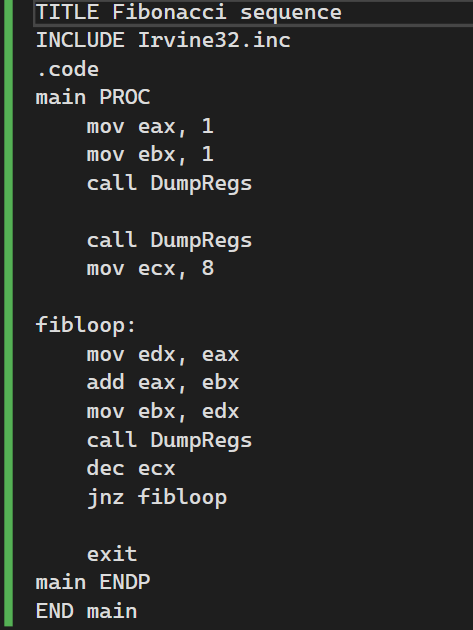 TITLE Fibonacci sequence
INCLUDE Irvine32.inc
.code
main PROC
    mov eax, 1
    mov ebx, 1
    call DumpRegs

    call DumpRegs
    mov ecx, 8

fibloop:
    mov edx, eax
    add eax, ebx
    mov ebx, edx
    call DumpRegs
    dec ecx
    jnz fibloop

    exit
main ENDP
END main